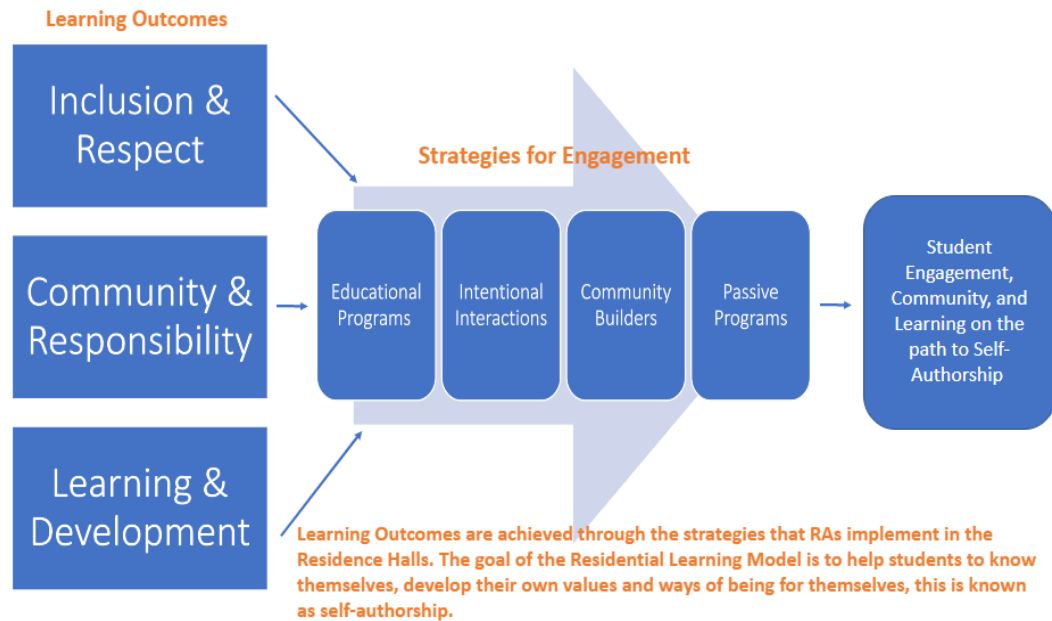 Learning Outcomes
Inclusion &
Respect
Community &
Responsibility
Learning &
Development
Strategies for Engagement
Educational
Programs
Intentional
Interactions
Community
Builders
Passive
Programs
Student
Engagement,
Community, and
Learning on the
path to Self-
Authorship
Learning Outcomes are achieved through the strategies that RAs implement in the
Residence Halls. The goal of the Residential Learning Model is to help students to know
themselves, develop their own values and ways of being for themselves, this is known
as self-authorship.